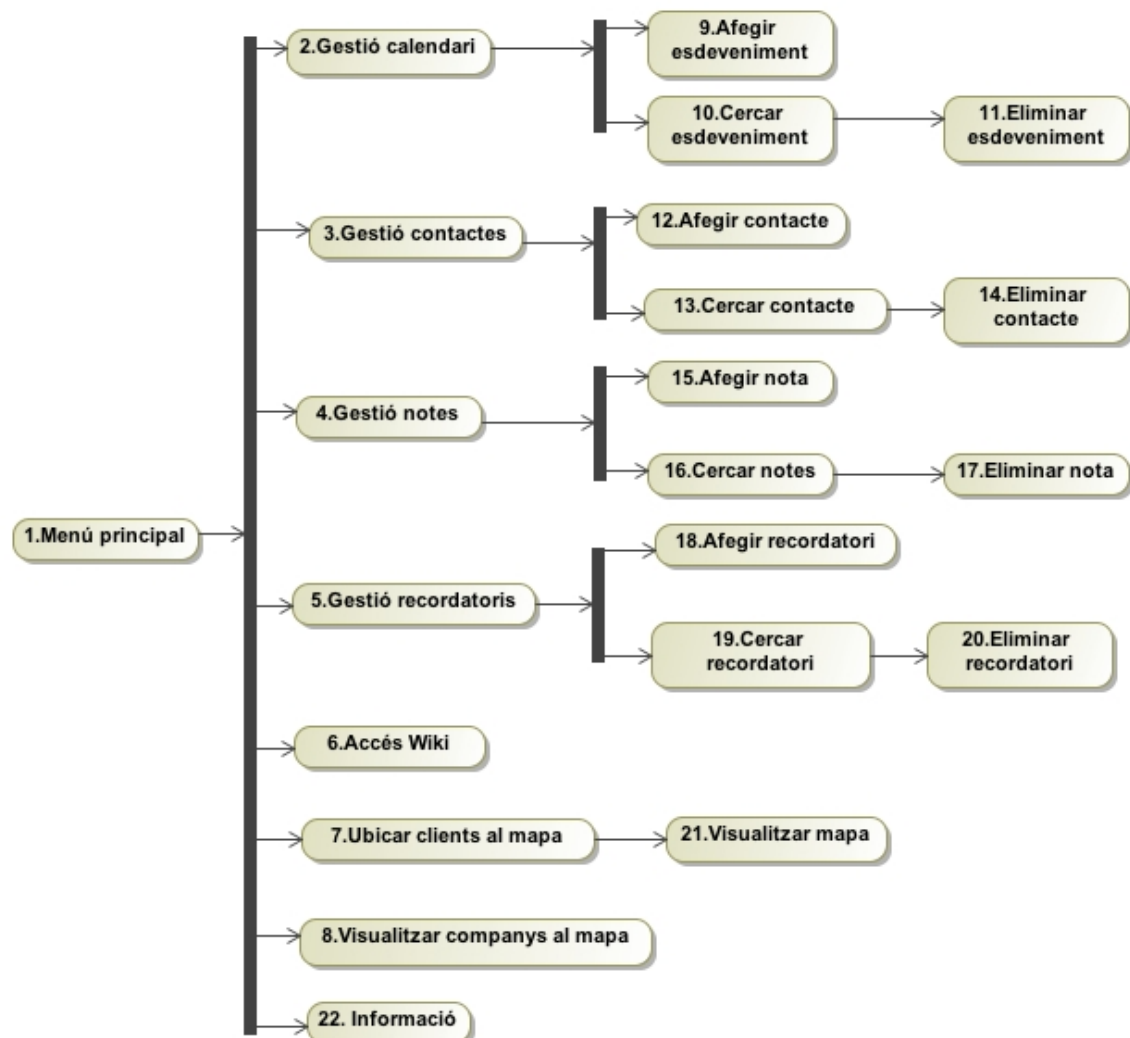 2.Gestió calendari
9.Afegir
esdeveniment
10.Cercar
esdeveniment
11.Eliminar
esdeveniment
3.Gestió contactes
12.Afegir contacte
13.Cercar contacte
14.Eliminar
contacte
4.Gestió notes
15.Afegir nota
16.Cercar notes
17.Eliminar nota
1.Menú principal
5.Gestió recordatoris
18.Afegir recordatori
19.Cercar
recordatori
20.Eliminar
recordatori
6.Accés Wiki
7.Ubicar clients al mapa
21.Visualitzar mapa
8.Visualitzar companys al mapa
22. Informació